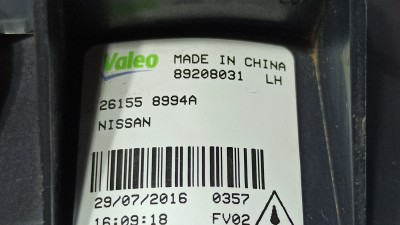 Valeo MADE IN CHINA
89208031 LH
26155 8994A
NISSAN
29/07/2016 0357
16:09:18 FV02